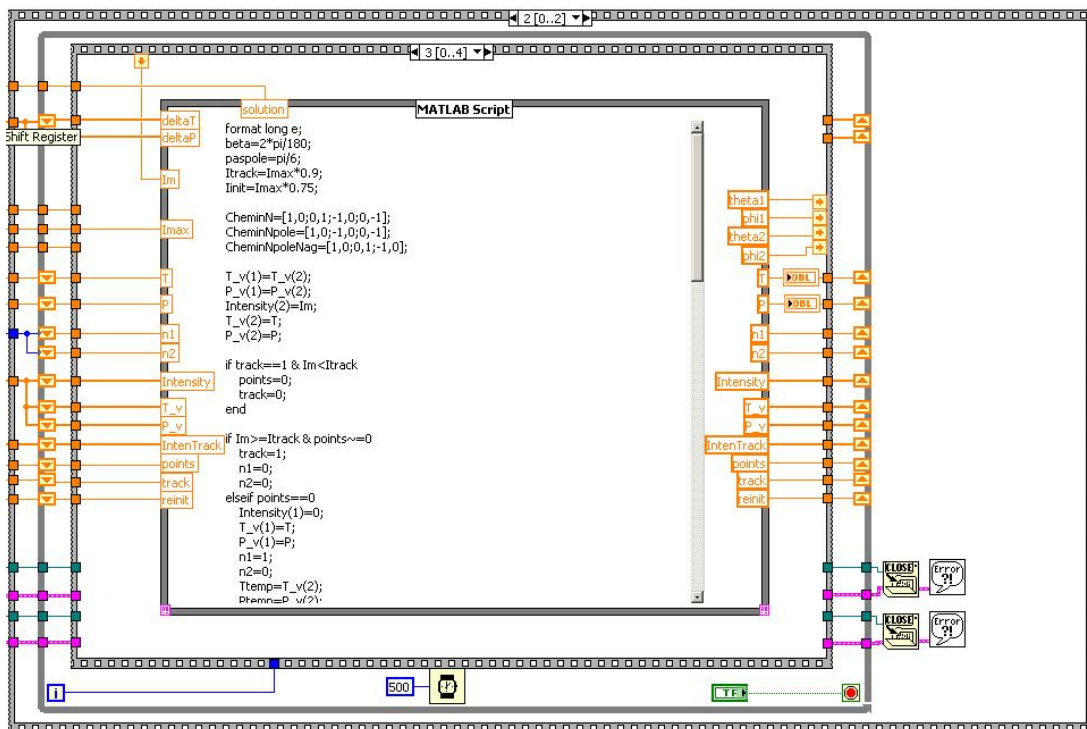 2 [0..2]
3 [0..4]
solution
MATLAB Script
deltaT
deltaP
Shift Register
Im
Imax
T
P
n1
n2
Intensity
T_v
P_v
IntenTrack
points
track
reinit
format long e;
beta=2*pi/180;
paspole=pi/6;
Itrack=Imax*0.9;
Iinit=Imax*0.75;
CheminN=[1,0;0,1;-1,0;0,-1];
CheminNpole=[1,0;-1,0;0,-1];
CheminNpoleNag=[1,0;0,1;-1,0];
T_v(1)=T_v(2);
P_v(1)=P_v(2);
Intensity(2)=Im;
T_v(2)=T;
P_v(2)=P;
if track==1 & Im<Itrack
points=0;
track=0;
end
if Im>=Itrack & points~=0
track=1;
n1=0;
n2=0;
elseif points==0
Intensity(1)=0;
T_v(1)=T;
P_v(1)=P;
n1=1;
n2=0;
Ttemp=T_v(2);
Ptemp=P_v(2);
theta1
phi1
theta2
phi2
T
DBL
P
DBL
n1
n2
Intensity
T_v
P_v
IntenTrack
points
track
reinit
CLOSE
TASK
Error
?!
CLOSE
TASK
Error
?!
?!
?!
i
500
TF